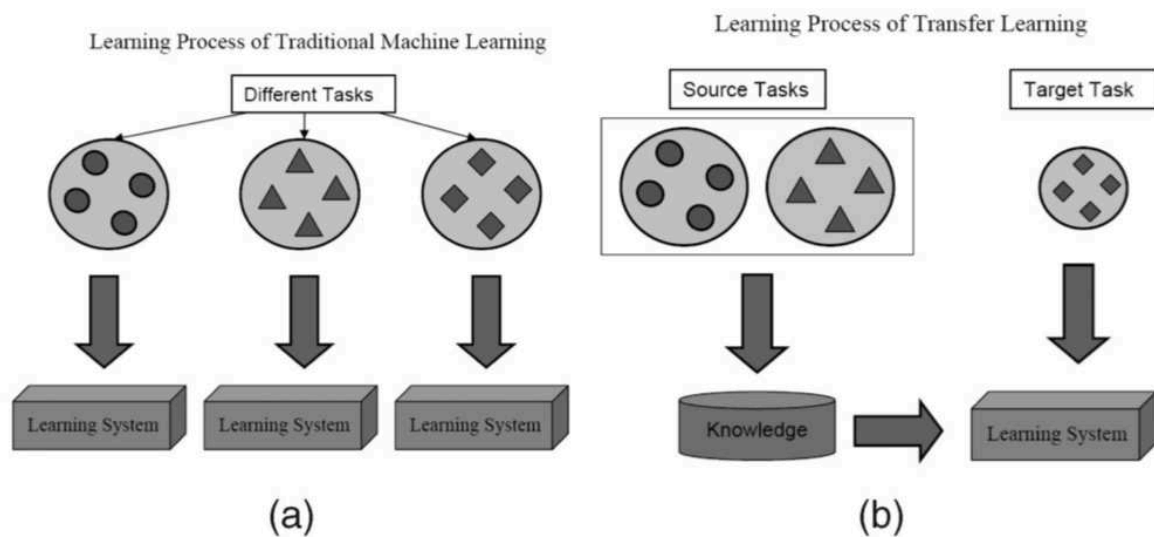 Learning Process of Traditional Machine Learning
Different Tasks
Learning System
Learning System
Learning System
(a)
Learning Process of Transfer Learning
Source Tasks
Target Task
Knowledge
Learning System
(b)